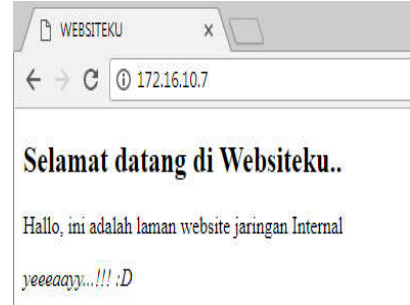 WEBSITEKU
172.16.10.7
Selamat datang di Websiteku..
Hallo, ini adalah laman website jaringan Internal
yeeeaayy...!!! :D